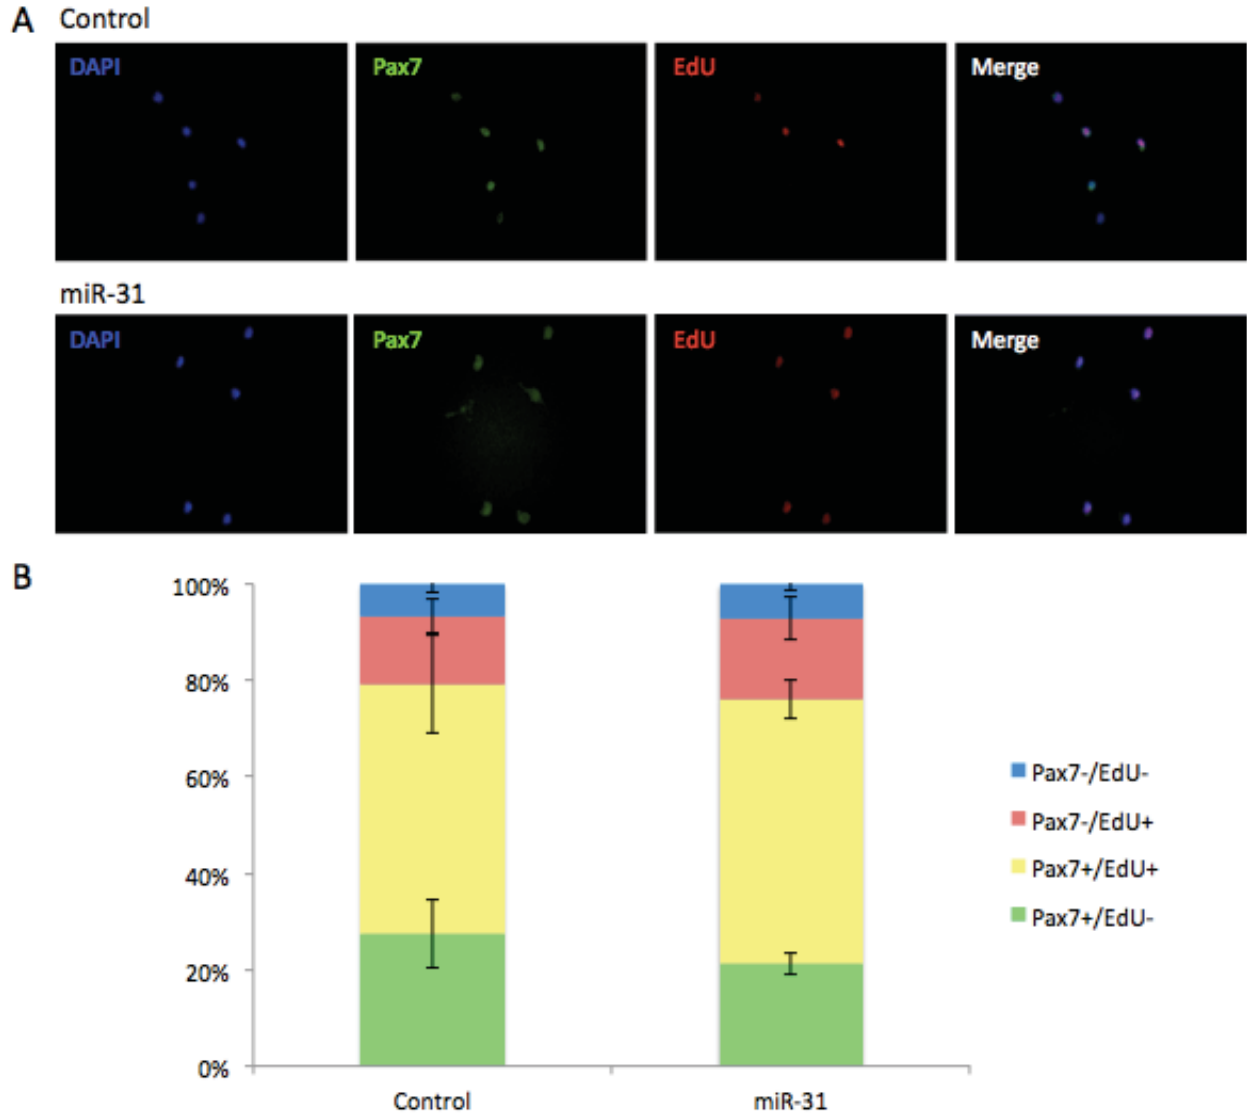 A
Control
DAPI
Pax7
EdU
Merge
miR-31
DAPI
Pax7
EdU
Merge
B
100%
80%
60%
40%
20%
0%
Control
miR-31
Pax7-/EdU-
Pax7-/EdU+
Pax7+/EdU+
Pax7+/EdU-